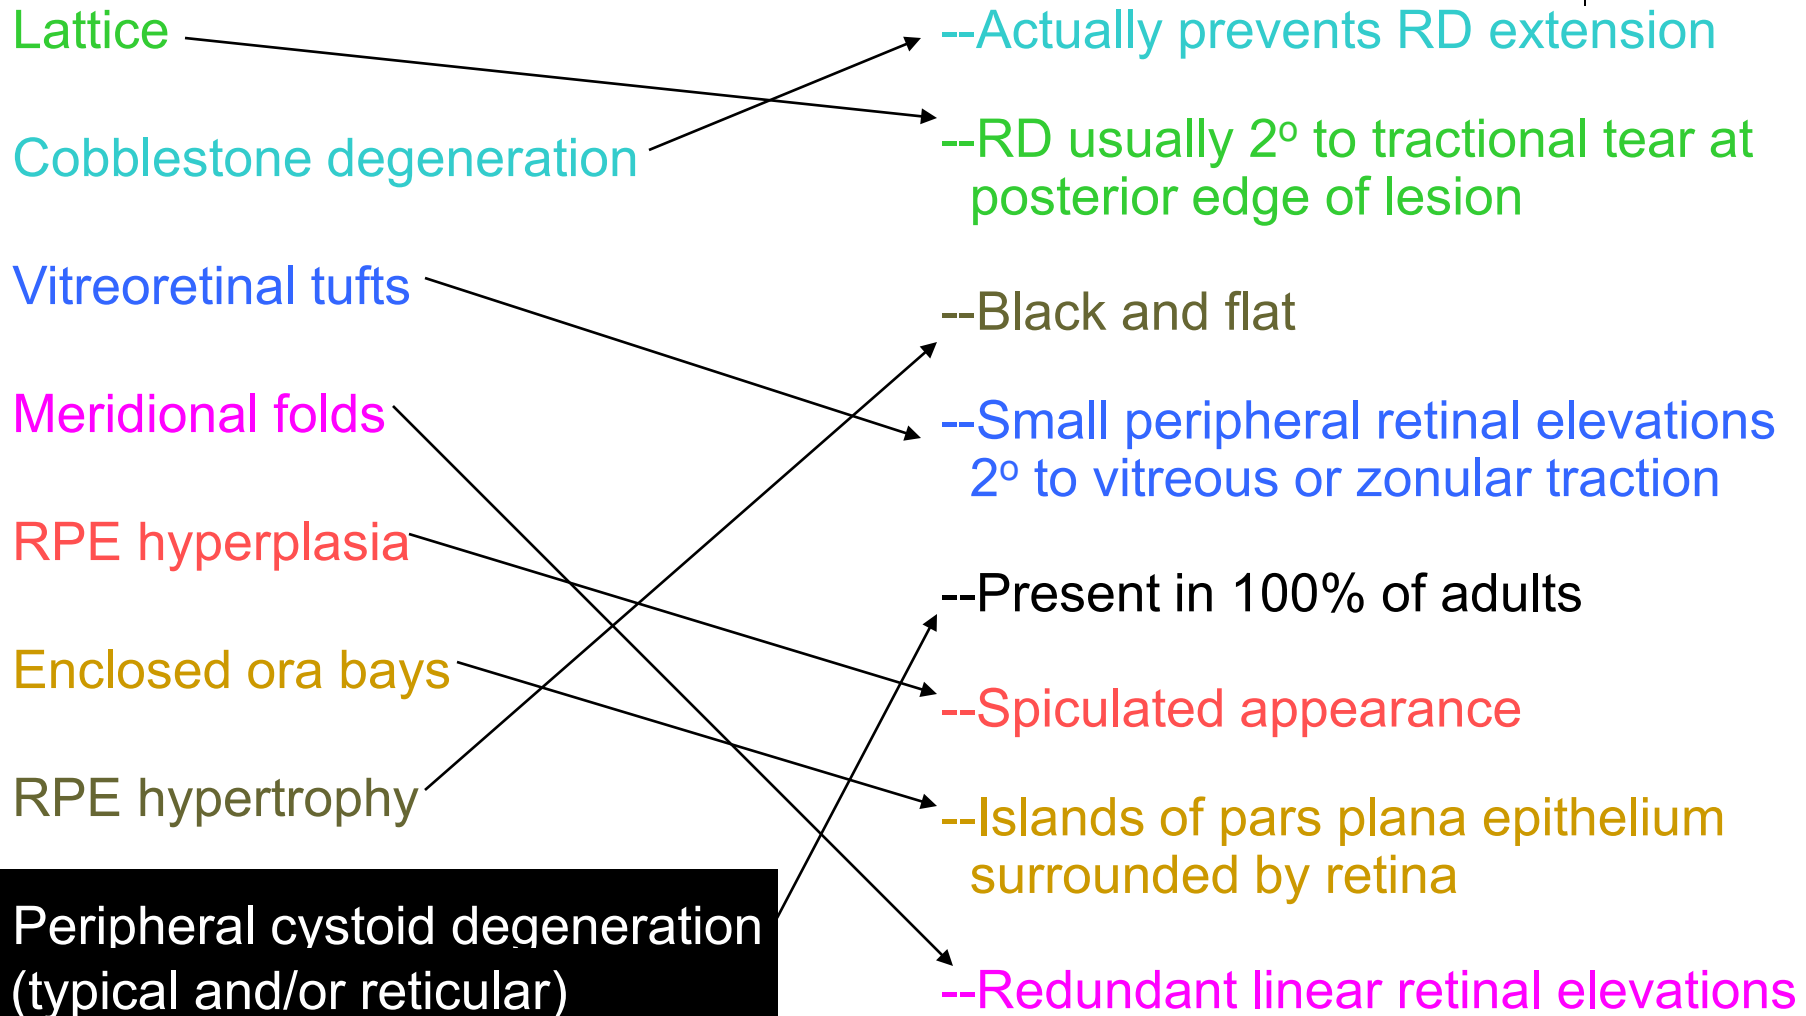 Lattice
Cobblestone degeneration
Vitreoretinal tufts
Meridional folds
RPE hyperplasia
Enclosed ora bays
RPE hypertrophy
Peripheral cystoid degeneration
(typical and/or reticular)
--Actually prevents RD extension
--RD usually 2º to tractional tear at
posterior edge of lesion
--Black and flat
--Small peripheral retinal elevations
2º to vitreous or zonular traction
--Present in 100% of adults
--Spiculated appearance
--Islands of pars plana epithelium
surrounded by retina
--Redundant linear retinal elevations